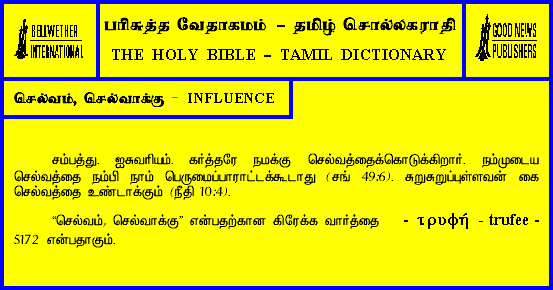 BELLWETHER
INTERNATIONAL
பரிசுத்த வேதாகமம் – தமிழ் சொல்லகராதி
THE HOLY BIBLE – TAMIL DICTIONARY
GOOD NEWS
PUBLISHERS
செல்வம், செல்வாக்கு – INFLUENCE
சம்பத்து. ஐசுவரியம். கர்த்தரே நமக்கு செல்வத்தைக்கொடுக்கிறார். நம்முடைய
செல்வத்தை நம்பி நாம் பெருமைப்பாராட்டக்கூடாது (சங் 49:6). சுறுசுறுப்புள்ளவன் கை
செல்வத்தை உண்டாக்கும் (நீதி 10:4).
“செல்வம், செல்வாக்கு” என்பதற்கான கிரேக்க வார்த்தை - τρυφή - trufee -
5172 என்பதாகும்.